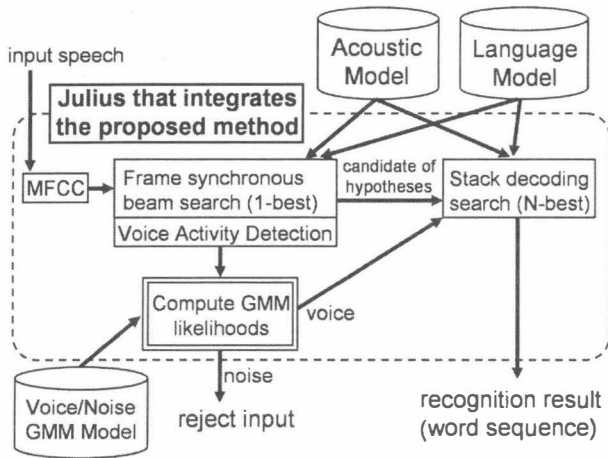 input speech
Acoustic
Model
Language
Model
Julius that integrates
the proposed method
MFCC
Frame synchronous
beam search (1-best)
Voice Activity Detection
candidate of
hypotheses
Stack decoding
search (N-best)
Compute GMM
likelihoods
voice
noise
Voice/Noise
GMM Model
reject input
recognition result
(word sequence)